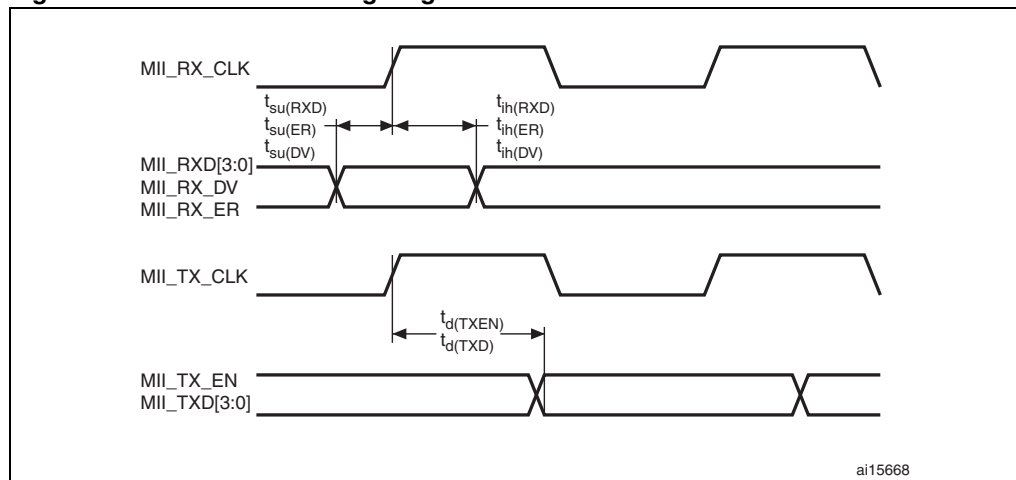 MII_RX_CLK
tsu(RXD)
tsu(ER)
tsu(DV)
tih(RXD)
tih(ER)
tih(DV)
MII_RXD[3:0]
MII_RX_DV
MII_RX_ER
MII_TX_CLK
td(TXEN)
td(TXD)
MII_TX_EN
MII_TXD[3:0]
ai15668